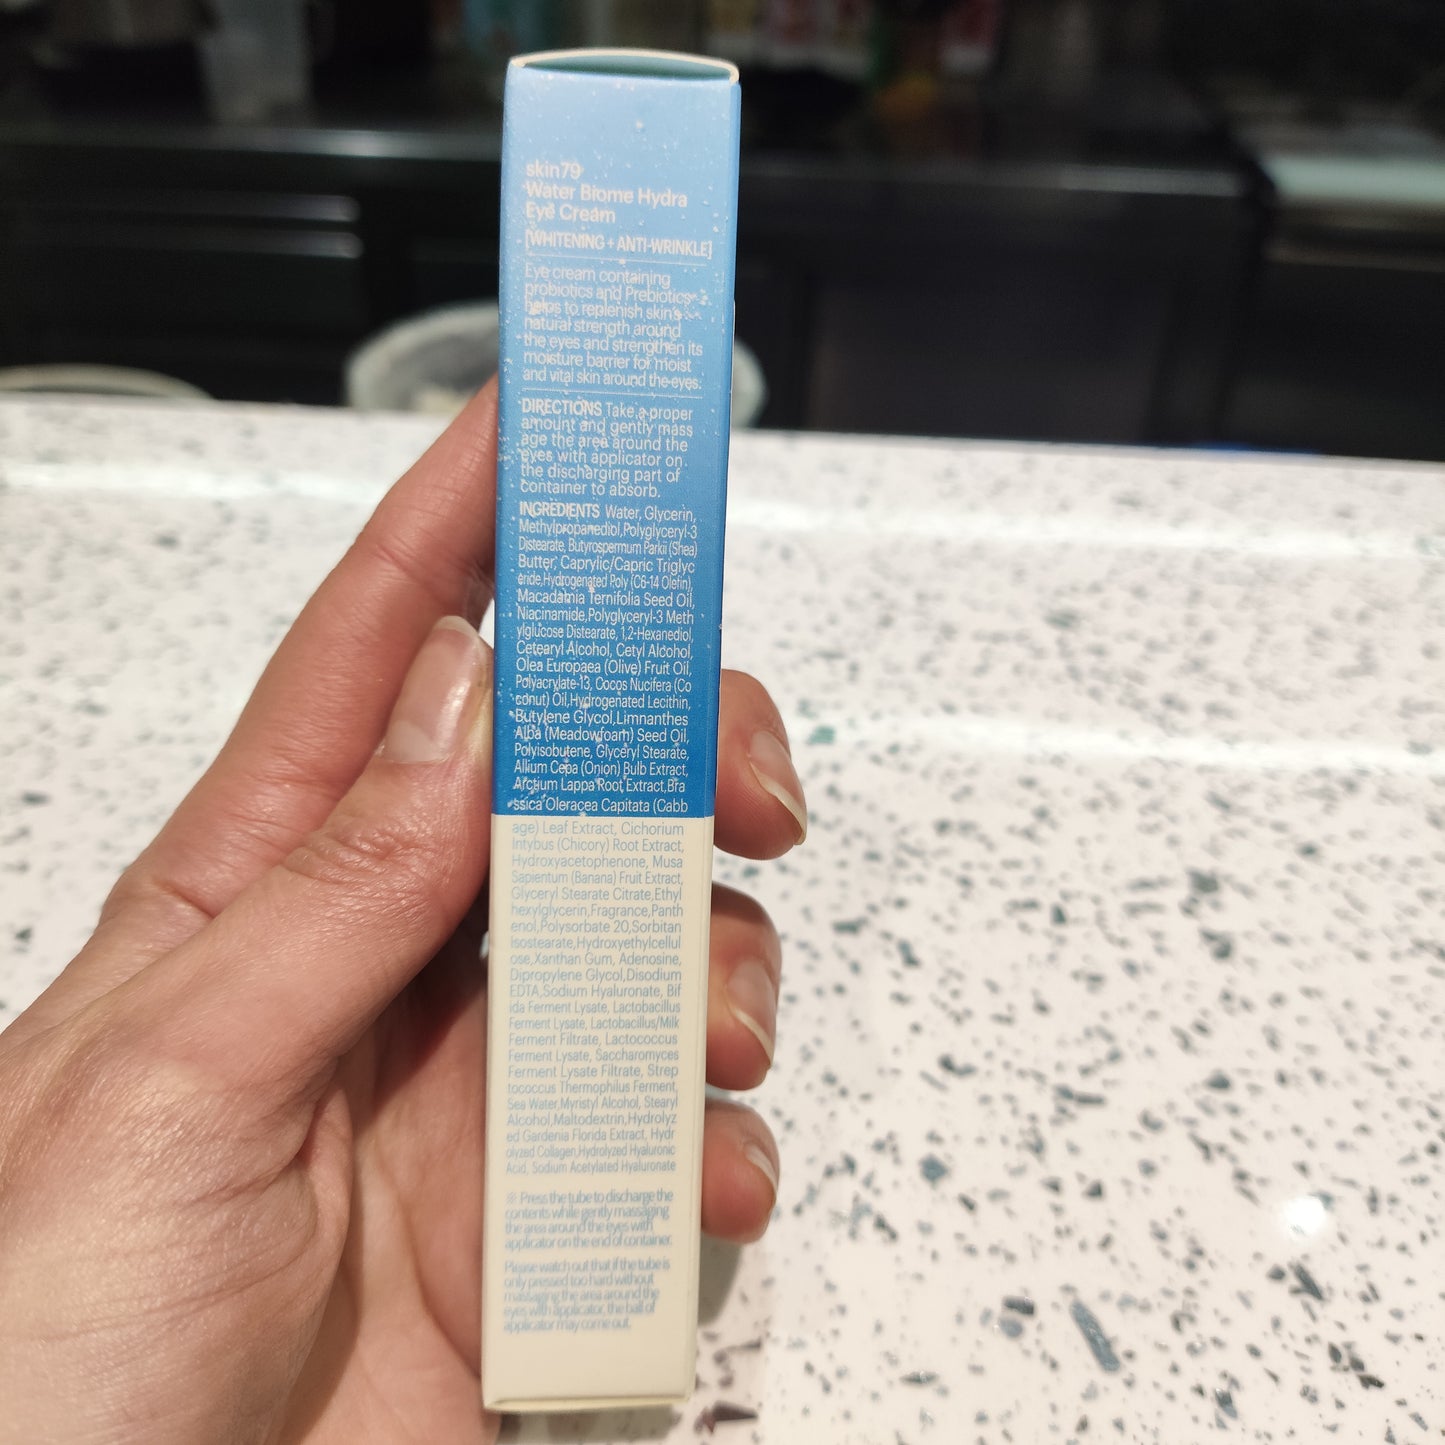 skin79
Water Biome Hydra
Eye Cream
[WHITENING + ANTI-WRINKLE]
Eye cream containing
probiotics and Prebiotics
helps to replenish skin's
natural strength around
the eyes and strengthen its
moisture barrier for moist
and vital skin around the eyes.
DIRECTIONS Take a proper
amount and gently mass
age the area around the
eyes with applicator on
the discharging part of
container to absorb.
INGREDIENTS Water, Glycerin,
Methylpropanediol,Polyglyceryl-3
Distearate, Butyrospermum Parkii (Shea)
Butter, Caprylic/Capric Triglyc
eride,Hydrogenated Poly (C6-14 Olefin),
Macadamia Ternifolia Seed Oil,
Niacinamide,Polyglyceryl-3 Meth
ylglucose Distearate, 1,2-Hexanediol,
Cetearyl Alcohol, Cetyl Alcohol,
Olea Europaea (Olive) Fruit Oil,
Polyacrylate-13, Cocos Nucifera (Co
conut) Oil,Hydrogenated Lecithin,
Butylene Glycol,Limnanthes
Alba (Meadowfoam) Seed Oil,
Polyisobutene, Glyceryl Stearate,
Allium Cepa (Onion) Bulb Extract,
Arctium Lappa Root Extract,Bra
ssica Oleracea Capitata (Cabb
age) Leaf Extract, Cichorium
Intybus (Chicory) Root Extract,
Hydroxyacetophenone, Musa
Sapientum (Banana) Fruit Extract,
Glyceryl Stearate Citrate,Ethyl
hexylglycerin,Fragrance,Panth
enol,Polysorbate 20,Sorbitan
Isostearate,Hydroxyethylcellul
ose,Xanthan Gum, Adenosine,
Dipropylene Glycol,Disodium
EDTA,Sodium Hyaluronate, Bif
ida Ferment Lysate, Lactobacillus
Ferment Lysate, Lactobacillus/Milk
Ferment Filtrate, Lactococcus
Ferment Lysate, Saccharomyces
Ferment Lysate Filtrate, Strep
tococcus Thermophilus Ferment,
Sea Water,Myristyl Alcohol, Stearyl
Alcohol,Maltodextrin,Hydrolyz
ed Gardenia Florida Extract, Hydr
olyzed Collagen,Hydrolyzed Hyaluronic
Acid, Sodium Acetylated Hyaluronate
※ Press the tube to discharge the
contents while gently massaging
the area around the eyes with
applicator on the end of container.
Please watch out that if the tube is
only pressed too hard without
massaging the area around the
eyes with applicator, the ball of
applicator may come out.